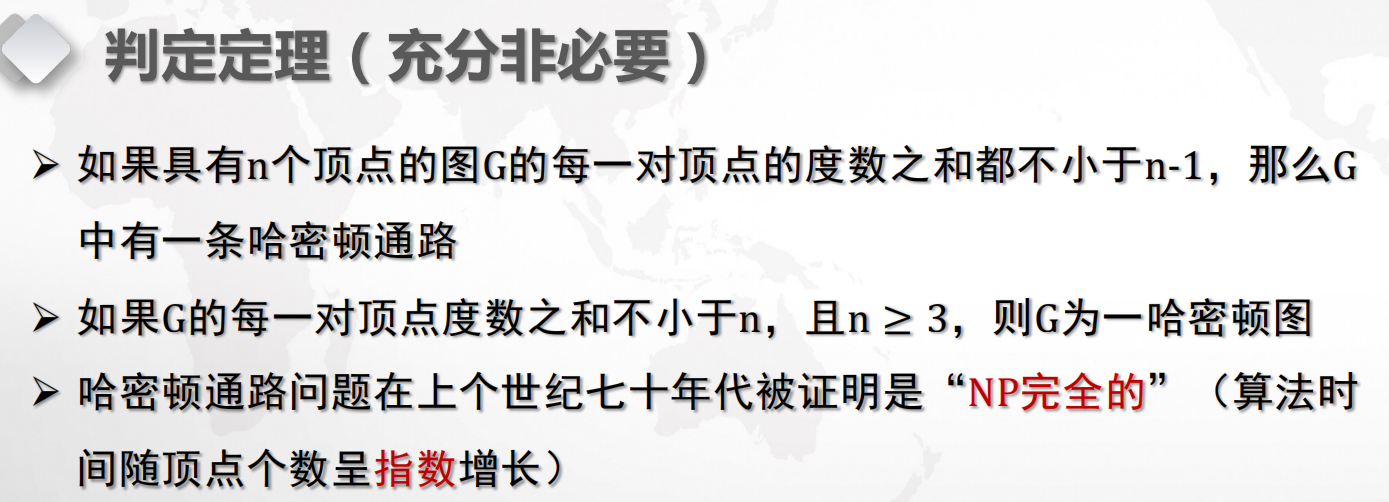 判定定理（充分非必要）
➢ 如果具有n个顶点的图G的每一对顶点的度数之和都不小于n-1，那么G
中有一条哈密顿通路
➢ 如果G的每一对顶点度数之和不小于n，且n ≥ 3，则G为一哈密顿图
➢ 哈密顿通路问题在上个世纪七十年代被证明是“NP完全的”（算法时
间随顶点个数呈指数增长）